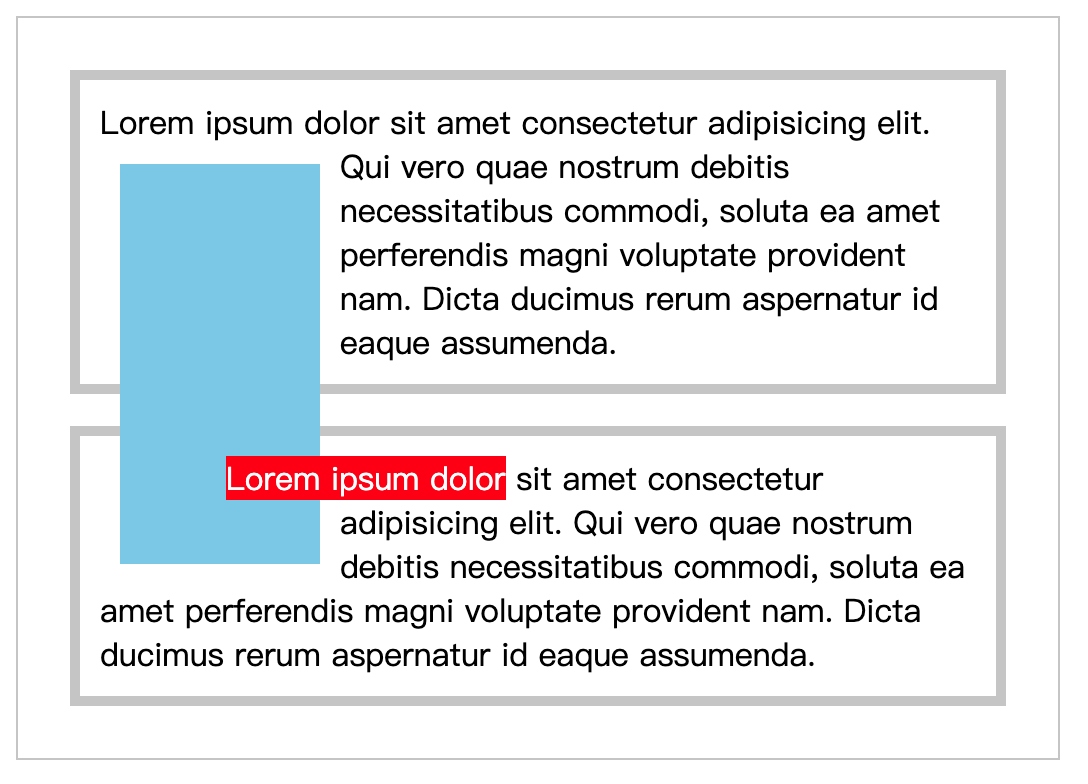 Lorem ipsum dolor sit amet consectetur adipisicing elit.
Qui vero quae nostrum debitis
necessitatibus commodi, soluta ea amet
perferendis magni voluptate provident
nam. Dicta ducimus rerum aspernatur id
eaque assumenda.
Lorem ipsum dolor sit amet consectetur
adipisicing elit. Qui vero quae nostrum
debitis necessitatibus commodi, soluta ea
amet perferendis magni voluptate provident nam. Dicta
ducimus rerum aspernatur id eaque assumenda.